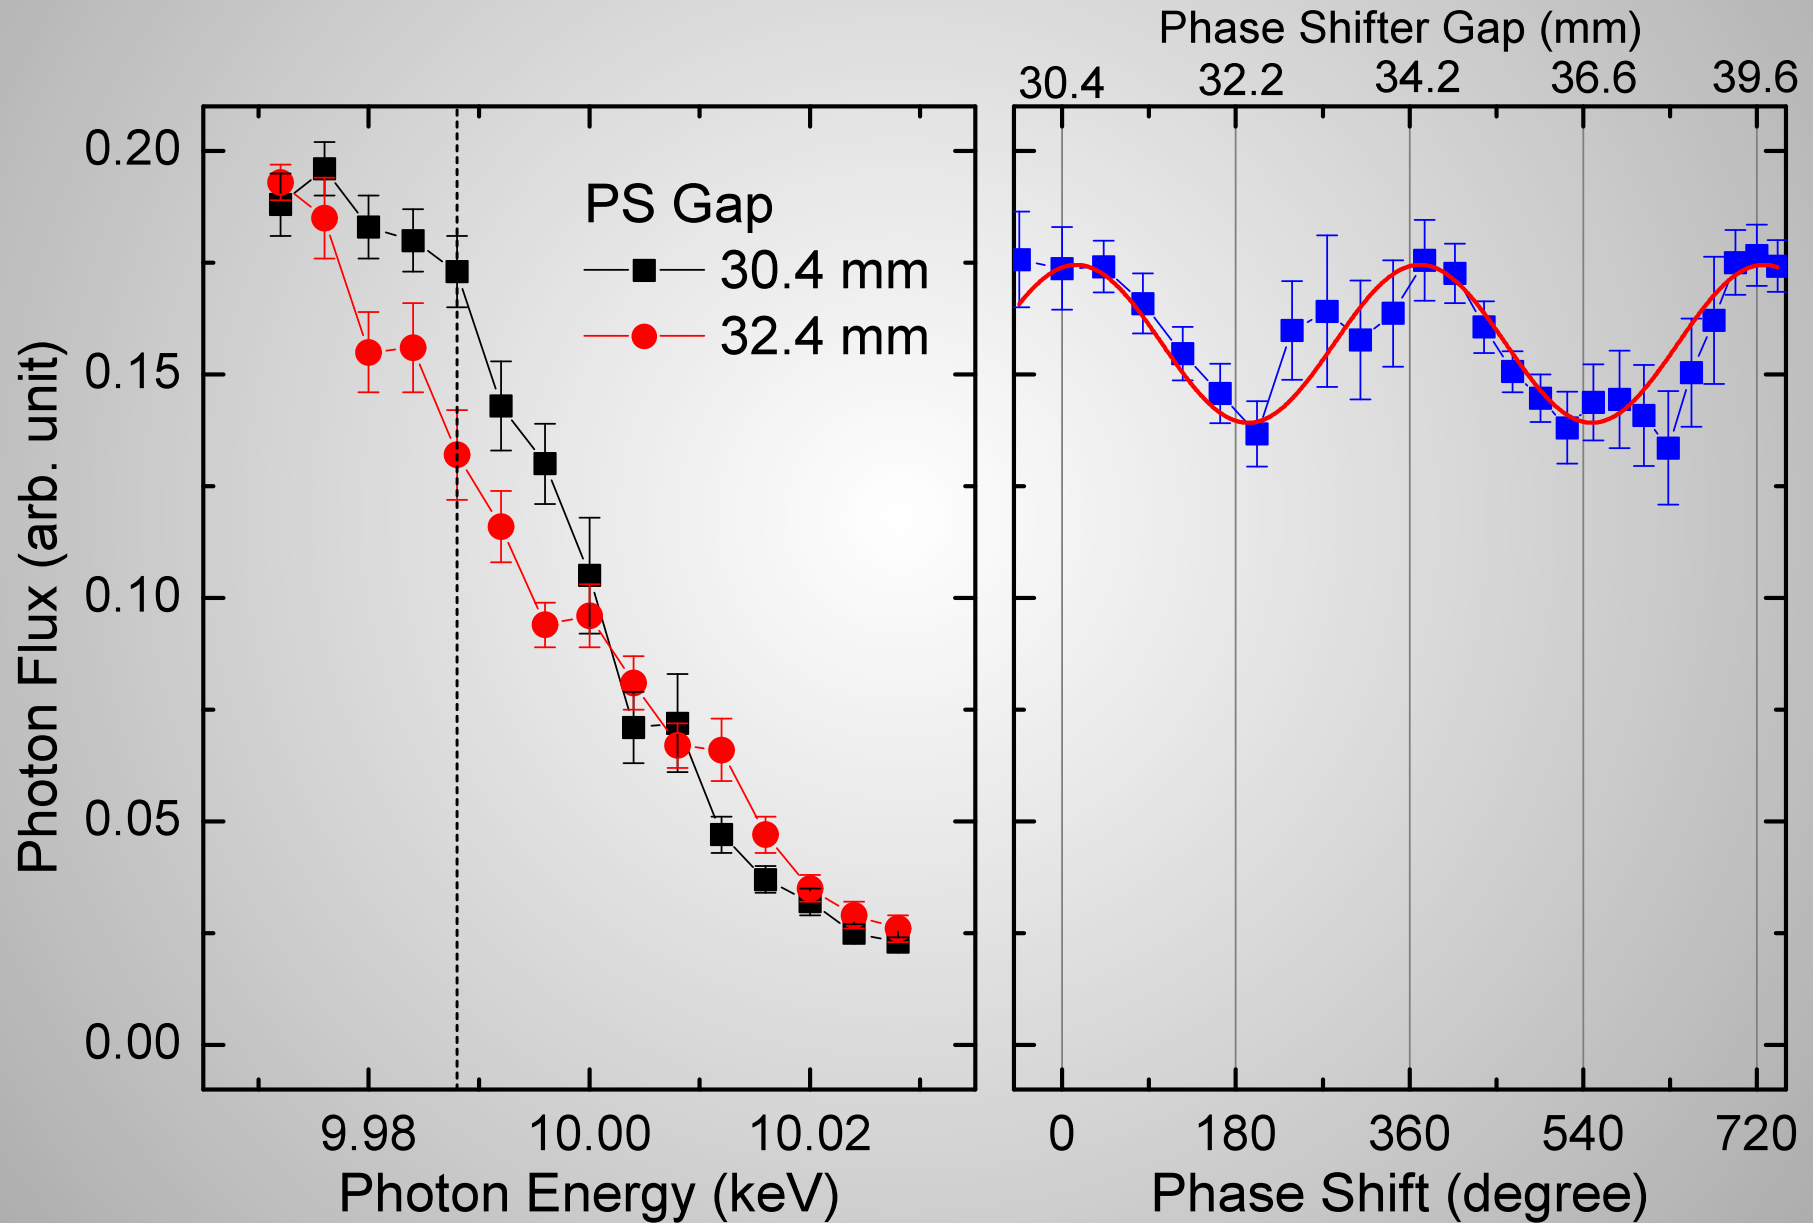 Phase Shifter Gap (mm)
30.4 32.2 34.2 36.6 39.6
0.20
0.15
0.10
0.05
0.00
Photon Flux (arb. unit)
PS Gap
30.4 mm
32.4 mm
9.98 10.00 10.02
Photon Energy (keV)
0 180 360 540 720
Phase Shift (degree)